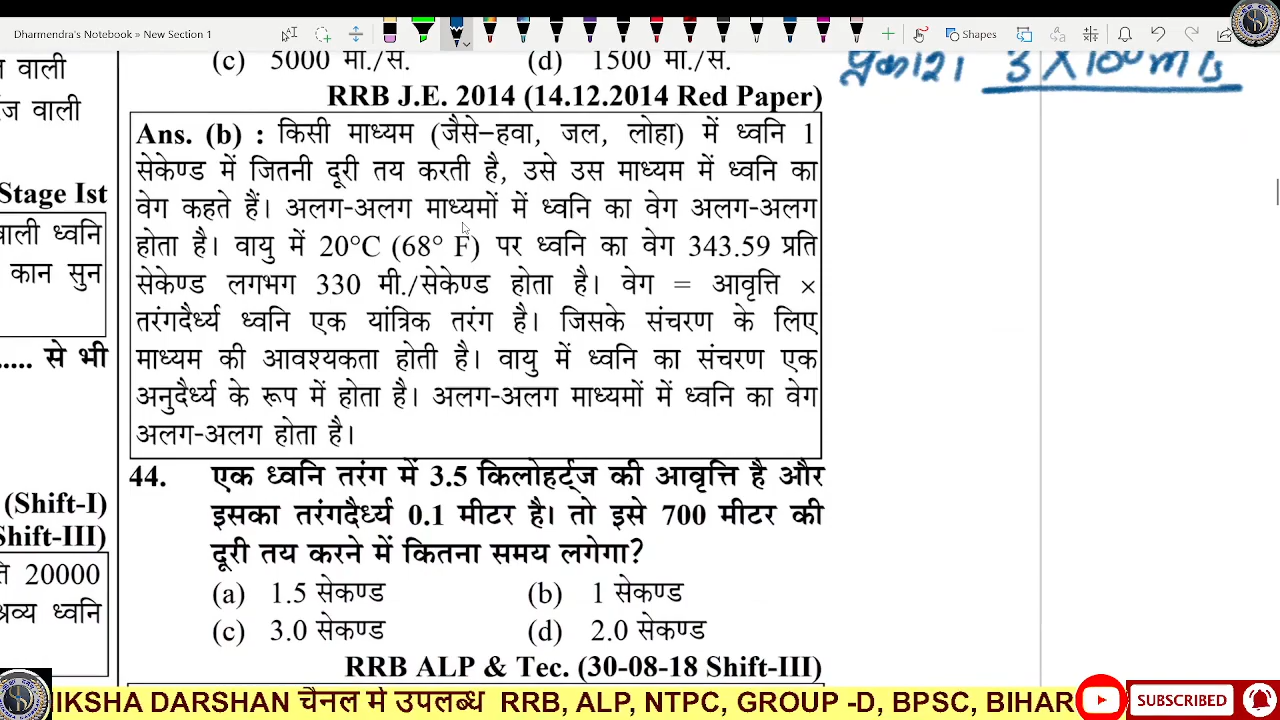 Dharmendra's Notebook » New Section 1
Shapes
वाली
ज वाली
Stage Ist
वाली ध्वनि
कान सुन
..... से भी
(Shift-I)
Shift-III)
20000
श्रव्य ध्वनि
(c) 5000 मी./से. (d) 1500 मी./से.
RRB J.E. 2014 (14.12.2014 Red Paper)
Ans. (b) : किसी माध्यम (जैसे–हवा, जल, लोहा) में ध्वनि 1
सेकेण्ड में जितनी दूरी तय करती है, उसे उस माध्यम में ध्वनि का
वेग कहते हैं। अलग-अलग माध्यमों में ध्वनि का वेग अलग-अलग
होता है। वायु में 20°C (68° F) पर ध्वनि का वेग 343.59 प्रति
सेकेण्ड लगभग 330 मी./सेकेण्ड होता है। वेग = आवृत्ति ×
तरंगदैर्ध्य ध्वनि एक यांत्रिक तरंग है। जिसके संचरण के लिए
माध्यम की आवश्यकता होती है। वायु में ध्वनि का संचरण एक
अनुदैर्ध्य के रूप में होता है। अलग-अलग माध्यमों में ध्वनि का वेग
अलग-अलग होता है।
44. एक ध्वनि तरंग में 3.5 किलोहर्ट्ज की आवृत्ति है और
इसका तरंगदैर्ध्य 0.1 मीटर है। तो इसे 700 मीटर की
दूरी तय करने में कितना समय लगेगा?
(a) 1.5 सेकण्ड (b) 1 सेकण्ड
(c) 3.0 सेकण्ड (d) 2.0 सेकण्ड
RRB ALP & Tec. (30-08-18 Shift-III)
IKSHA DARSHAN चैनल में उपलब्ध RRB, ALP, NTPC, GROUP -D, BPSC, BIHAR
SUBSCRIBED